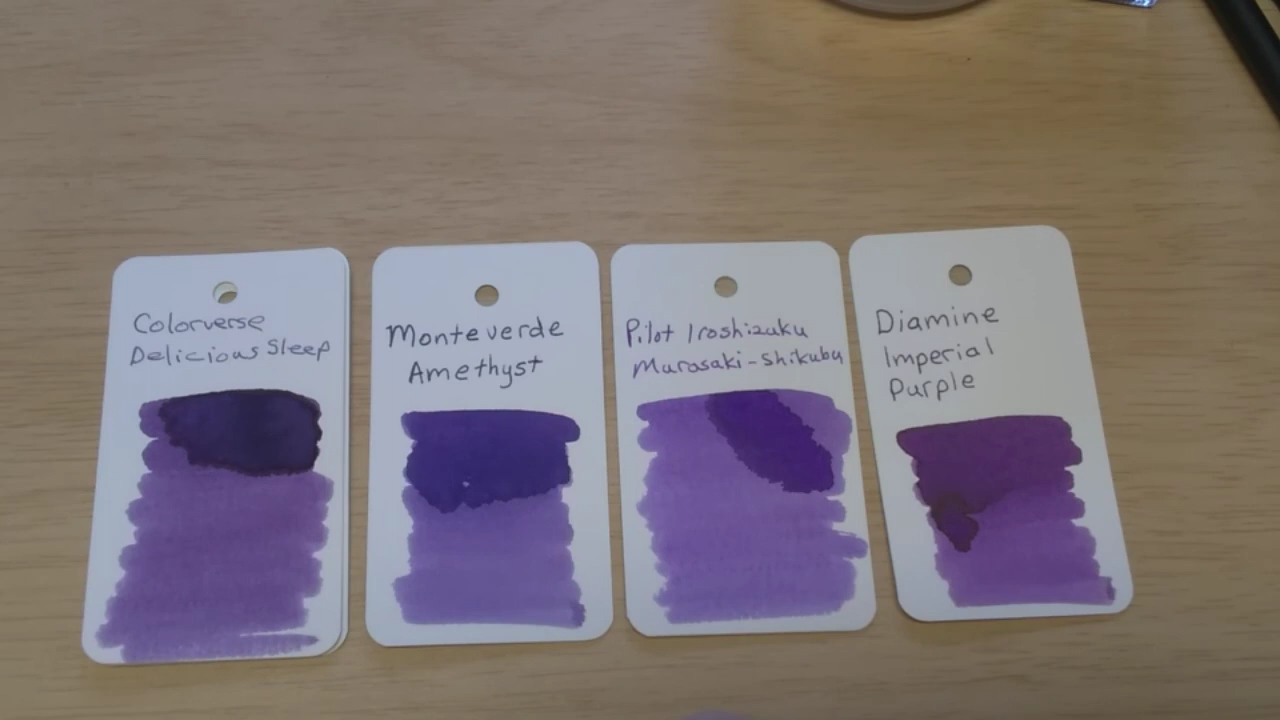 Colorverse
Delicious Sleep
Monteverde
Amethyst
Pilot Iroshizuku
Murasaki-Shikubu
Diamine
Imperial
Purple